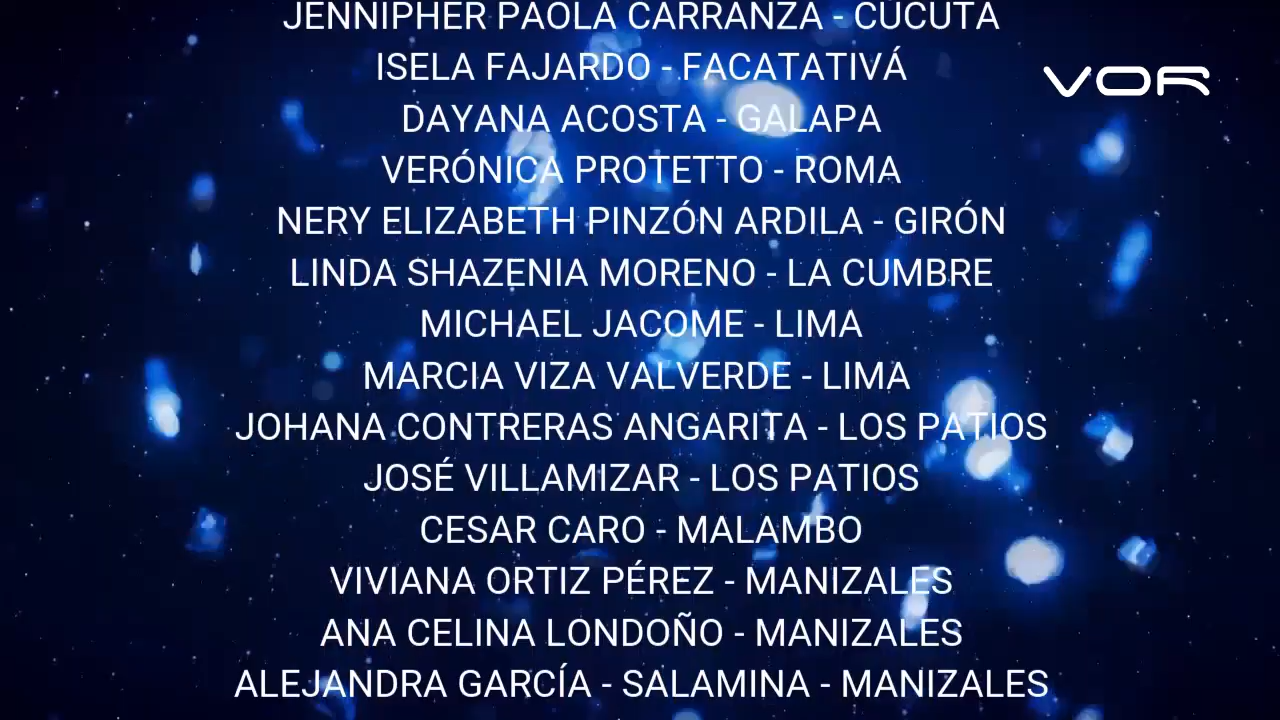 JENNIPHER PAOLA CARRANZA - CÚCUTA
ISELA FAJARDO - FACATATIVÁ
VOR
DAYANA ACOSTA - GALAPA
VERÓNICA PROTETTO - ROMA
NERY ELIZABETH PINZÓN ARDILA - GIRÓN
LINDA SHAZENIA MORENO - LA CUMBRE
MICHAEL JACOME - LIMA
MARCIA VIZA VALVERDE - LIMA
JOHANA CONTRERAS ANGARITA - LOS PATIOS
JOSÉ VILLAMIZAR - LOS PATIOS
CESAR CARO - MALAMBO
VIVIANA ORTIZ PÉREZ - MANIZALES
ANA CELINA LONDOÑO - MANIZALES
ALEJANDRA GARCÍA - SALAMINA - MANIZALES